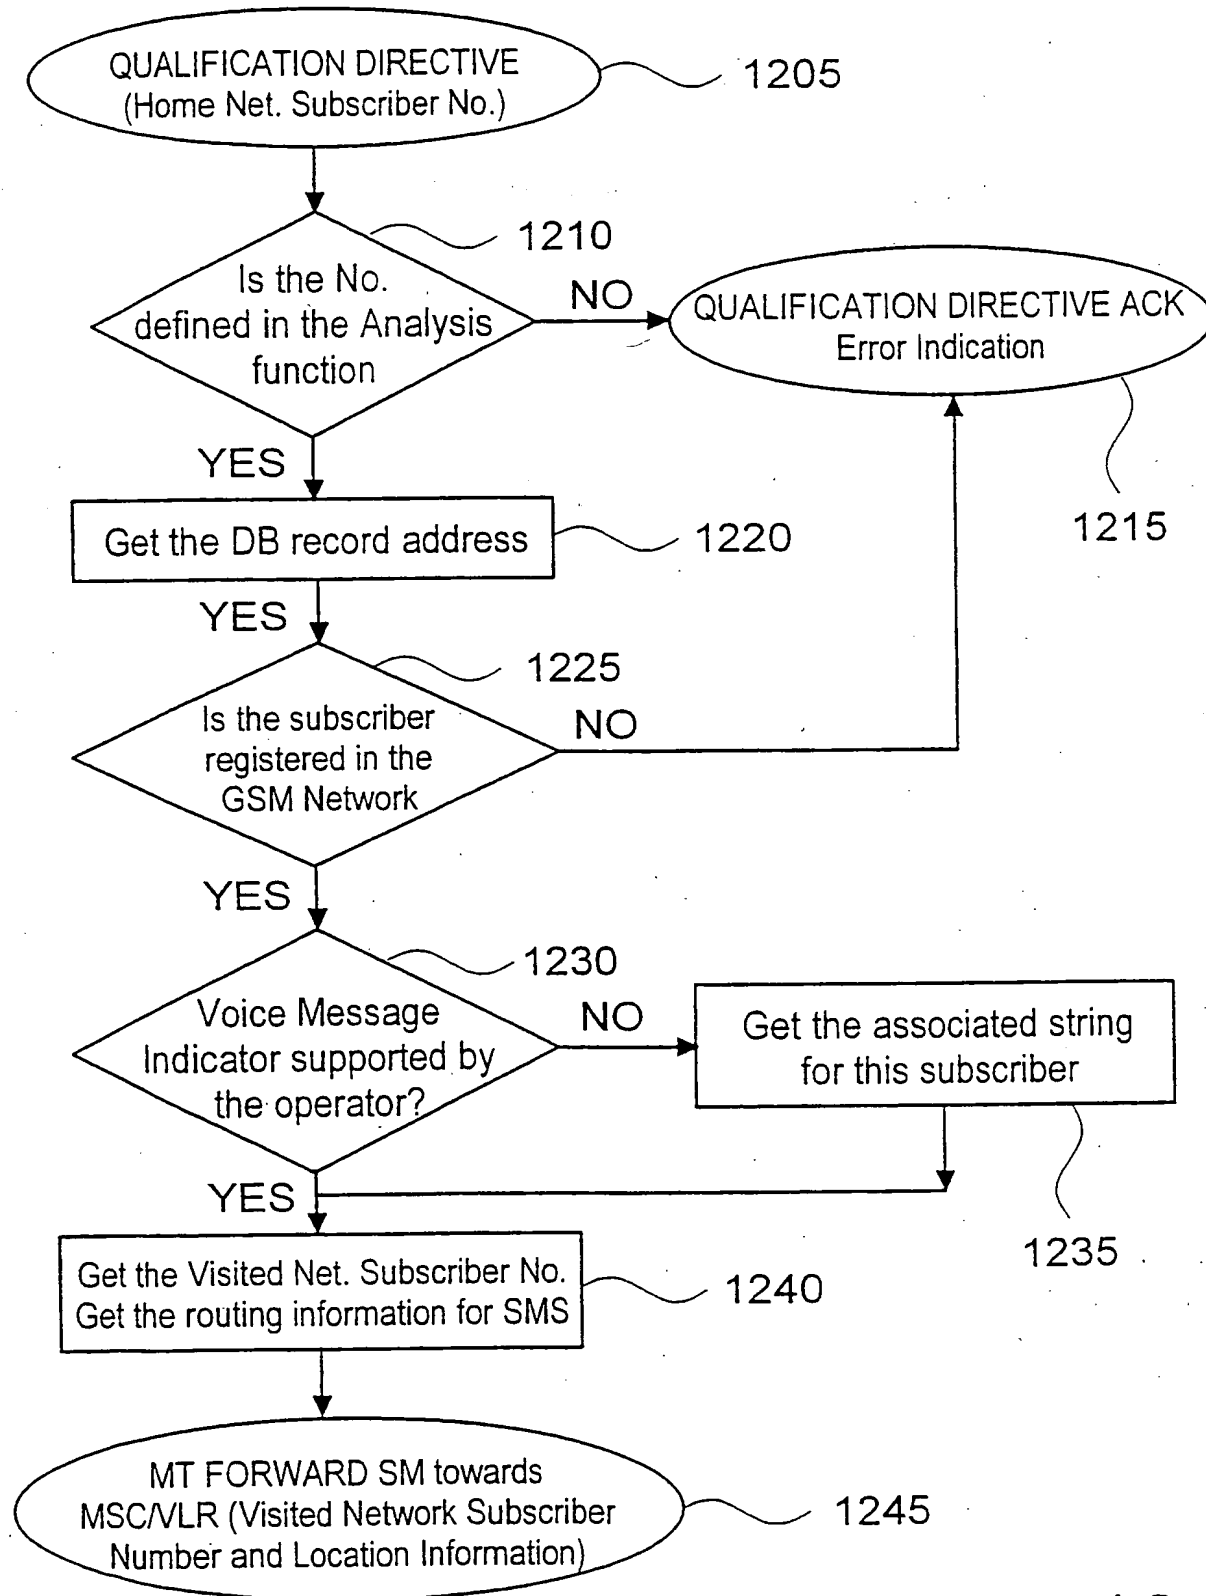 QUALIFICATION DIRECTIVE
(Home Net. Subscriber No.)
1205
1210
Is the No.
defined in the Analysis
function
NO
QUALIFICATION DIRECTIVE ACK
Error Indication
1215
YES
Get the DB record address
1220
YES
1225
Is the subscriber
registered in the
GSM Network
NO
YES
1230
Voice Message
Indicator supported by
the operator?
NO
Get the associated string
for this subscriber
1235
YES
Get the Visited Net. Subscriber No.
Get the routing information for SMS
1240
MT FORWARD SM towards
MSC/VLR (Visited Network Subscriber
Number and Location Information)
1245